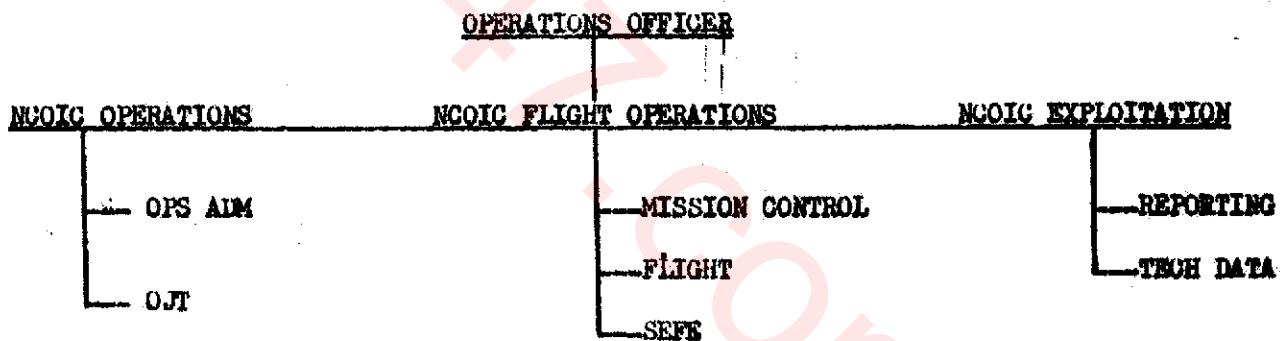 OPERATIONS OFFICER
NCOIC OPERATIONS NCOIC FLIGHT OPERATIONS NCOIC EXPLOITATION
OPS ADM MISSION CONTROL REPORTING
FLIGHT TECH DATA
OJT
SEFE